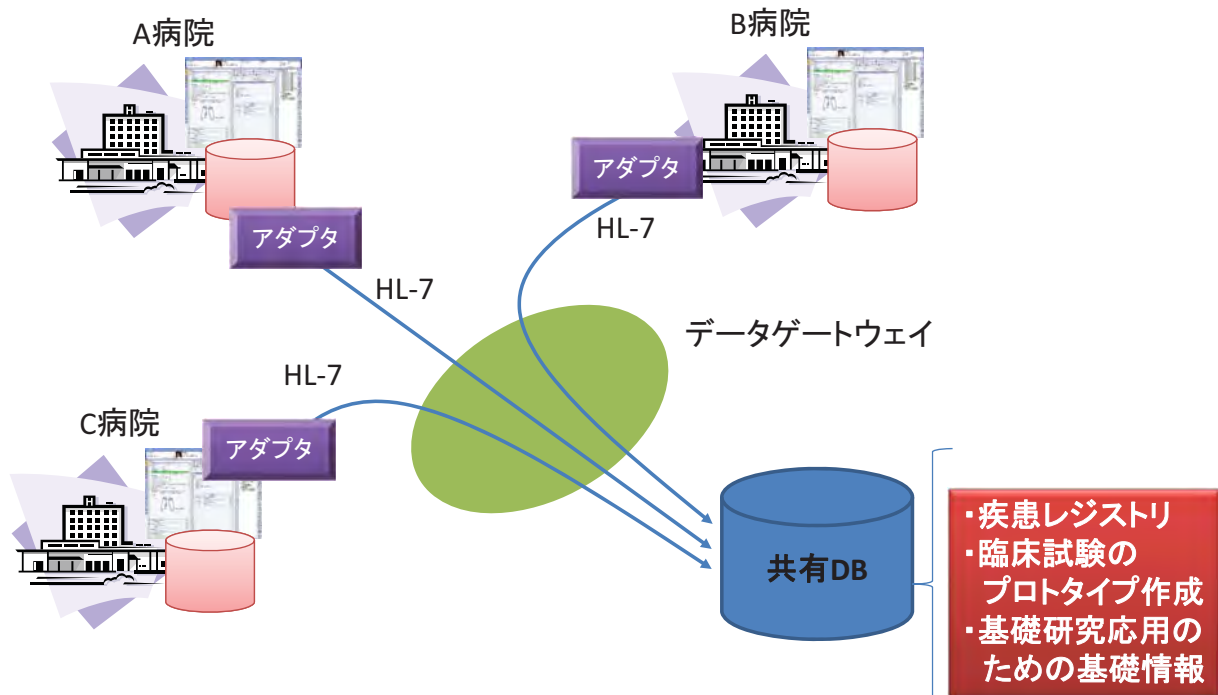 A病院
B病院
アダプタ
HL-7
アダプタ
HL-7
データゲートウェイ
HL-7
C病院
アダプタ
共有DB
・疾患レジストリ
・臨床試験の
プロトタイプ作成
・基礎研究応用の
ための基礎情報